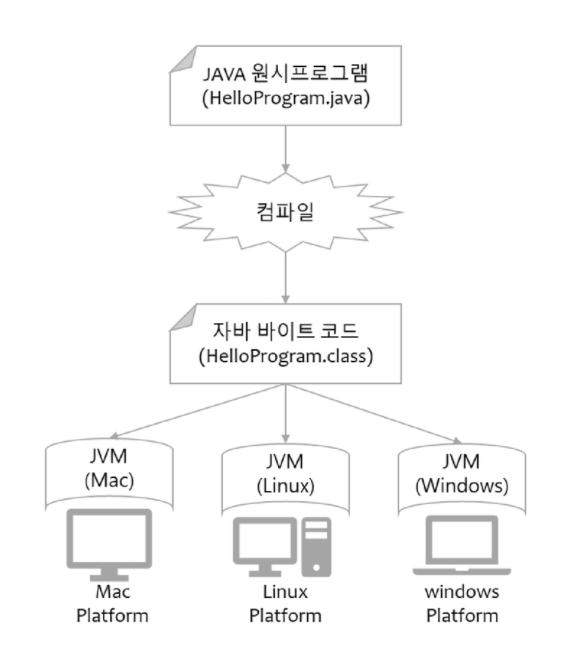 JAVA 원시프로그램
(HelloProgram.java)
컴파일
자바 바이트 코드
(HelloProgram.class)
JVM
(Mac)
JVM
(Linux)
JVM
(Windows)
Mac
Platform
Linux
Platform
windows
Platform